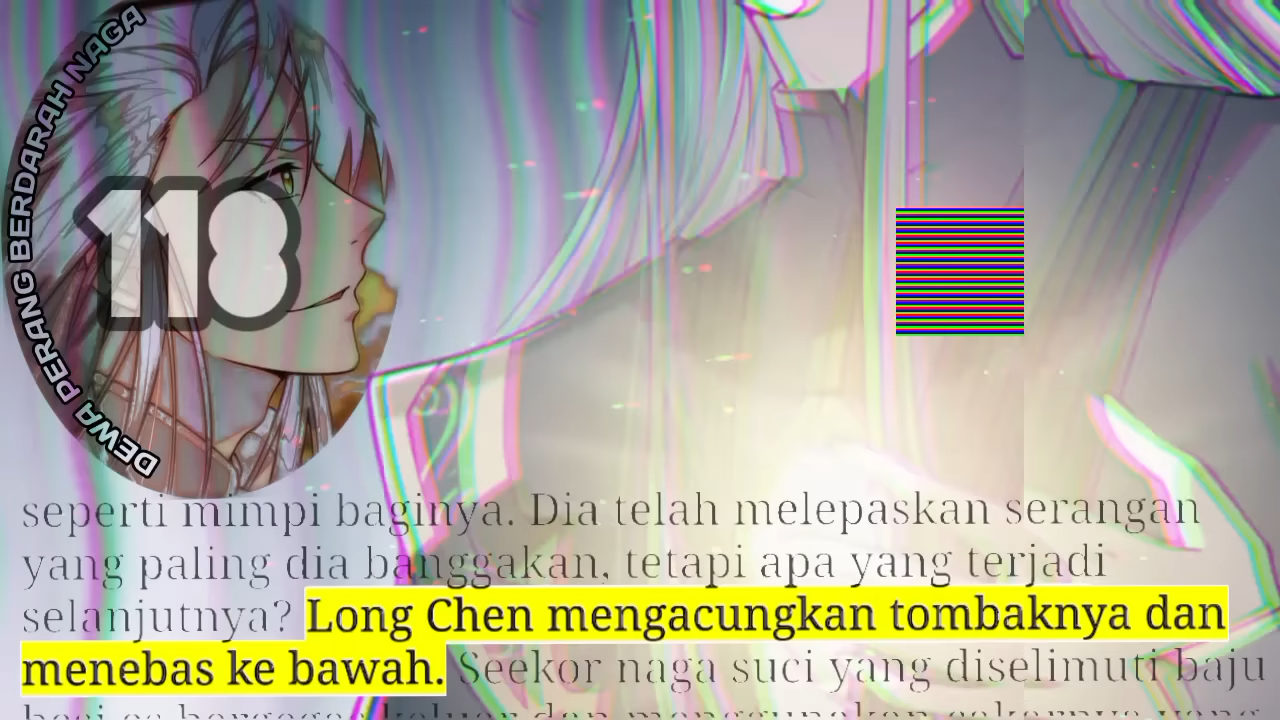 DEWA PERANG BERDARAH NAGA
118
seperti mimpi baginya. Dia telah melepaskan serangan
yang paling dia banggakan, tetapi apa yang terjadi
selanjutnya? Long Chen mengacungkan tombaknya dan
menebas ke bawah. Seekor naga suci yang diselimuti baju